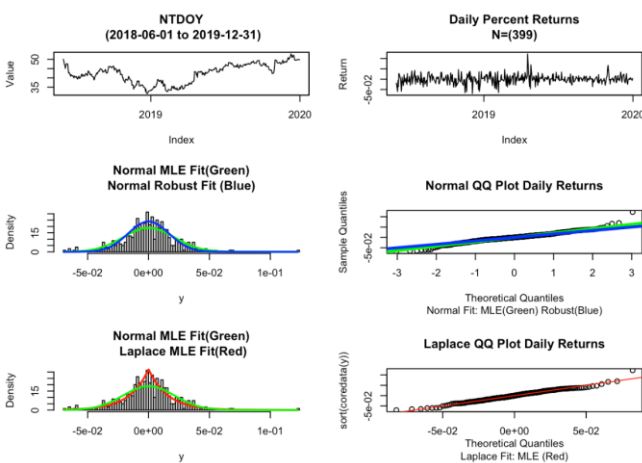 NTDOY
(2018-06-01 to 2019-12-31)
Value
35 50
2019 2020
Index
Daily Percent Returns
N=(399)
Return
-5e-02
2019 2020
Index
Normal MLE Fit(Green)
Normal Robust Fit (Blue)
Density
0 15
-5e-02 0e+00 5e-02 1e-01
y
Normal QQ Plot Daily Returns
Sample Quantiles
-5e-02
-3 -2 -1 0 1 2 3
Theoretical Quantiles
Normal Fit: MLE(Green) Robust(Blue)
Normal MLE Fit(Green)
Laplace MLE Fit(Red)
Density
0 15
-5e-02 0e+00 5e-02 1e-01
y
Laplace QQ Plot Daily Returns
sort(coredata(y))
-5e-02
-5e-02 0e+00 5e-02
Theoretical Quantiles
Laplace Fit: MLE (Red)